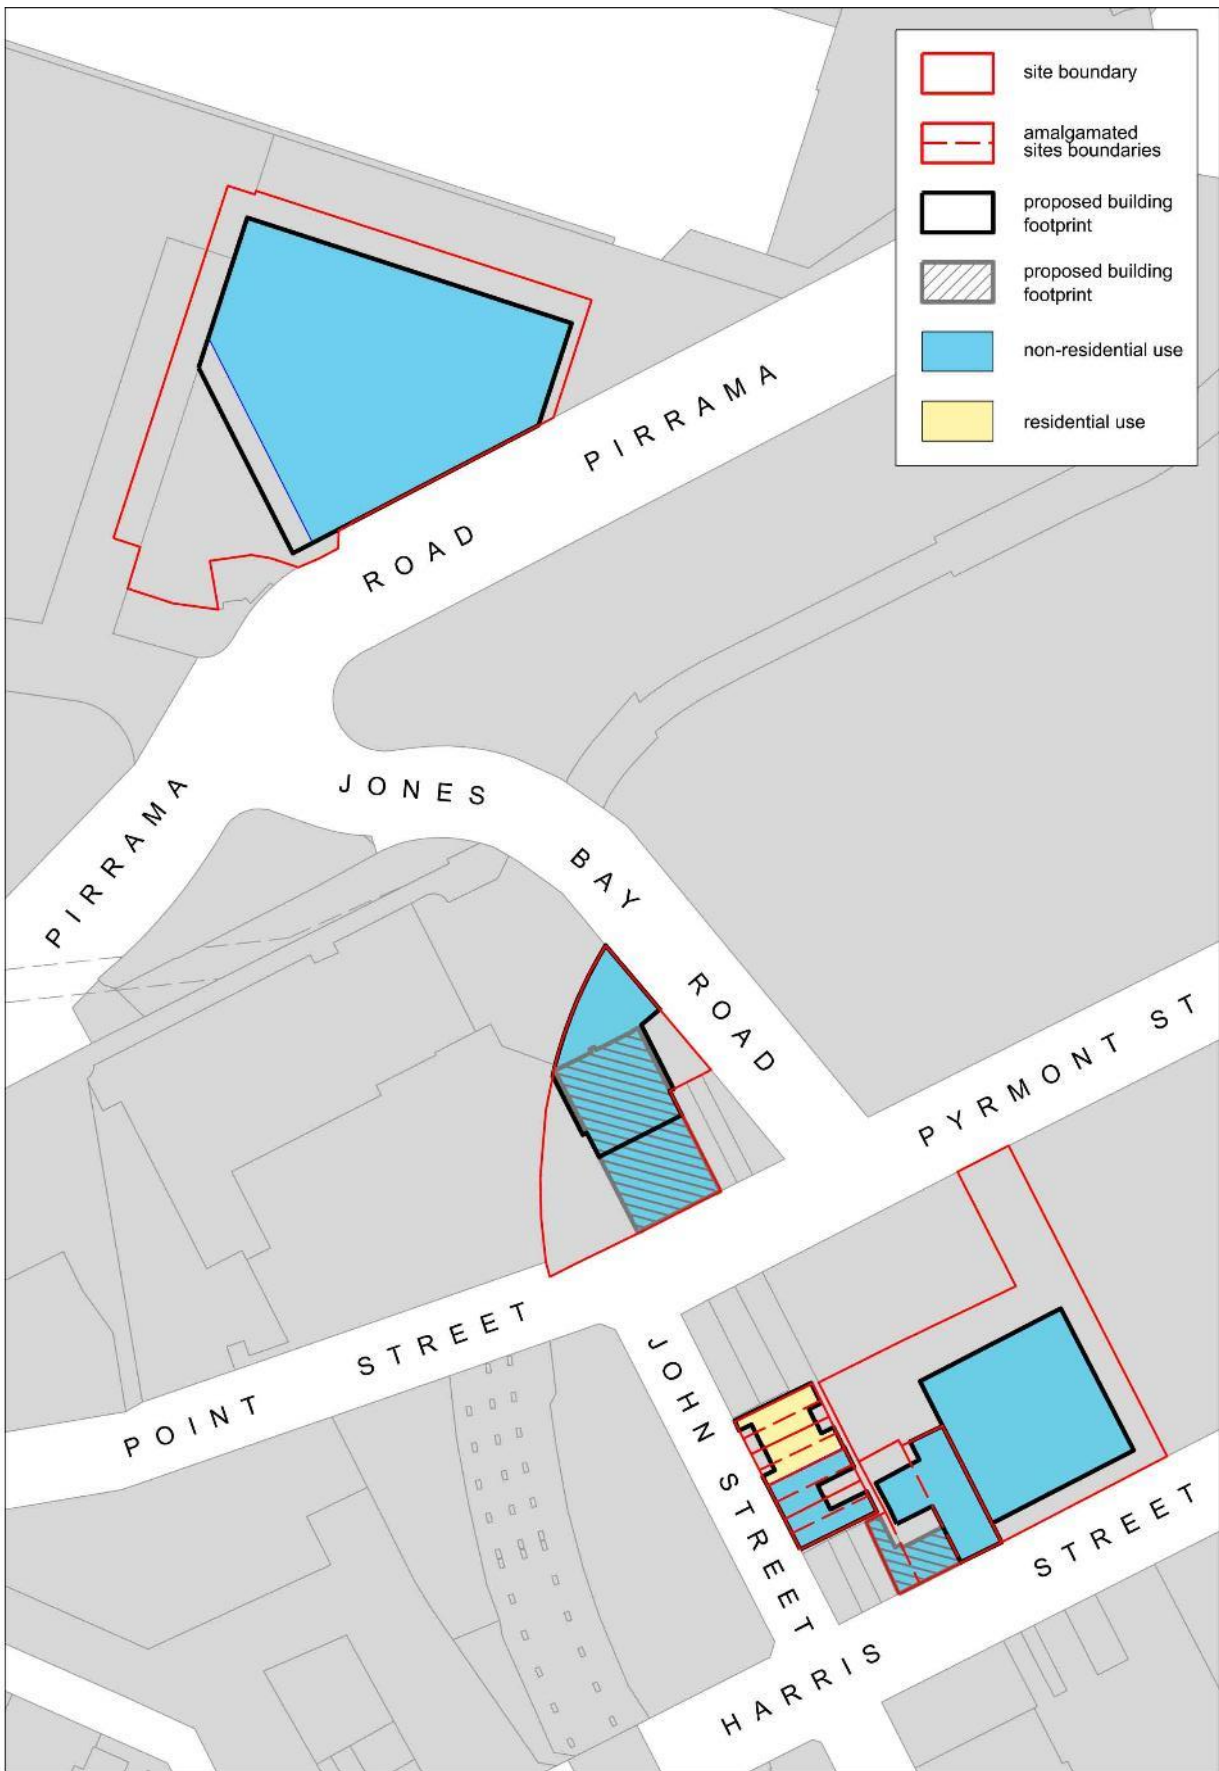 site boundary
amalgamated
sites boundaries
proposed building
footprint
proposed building
footprint
non-residential use
residential use
PIRRAMA
ROAD
PIRRAMA
JONES
BAY
ROAD
PYRMONT ST
POINT STREET
JOHN STREET
HARRIS STREET